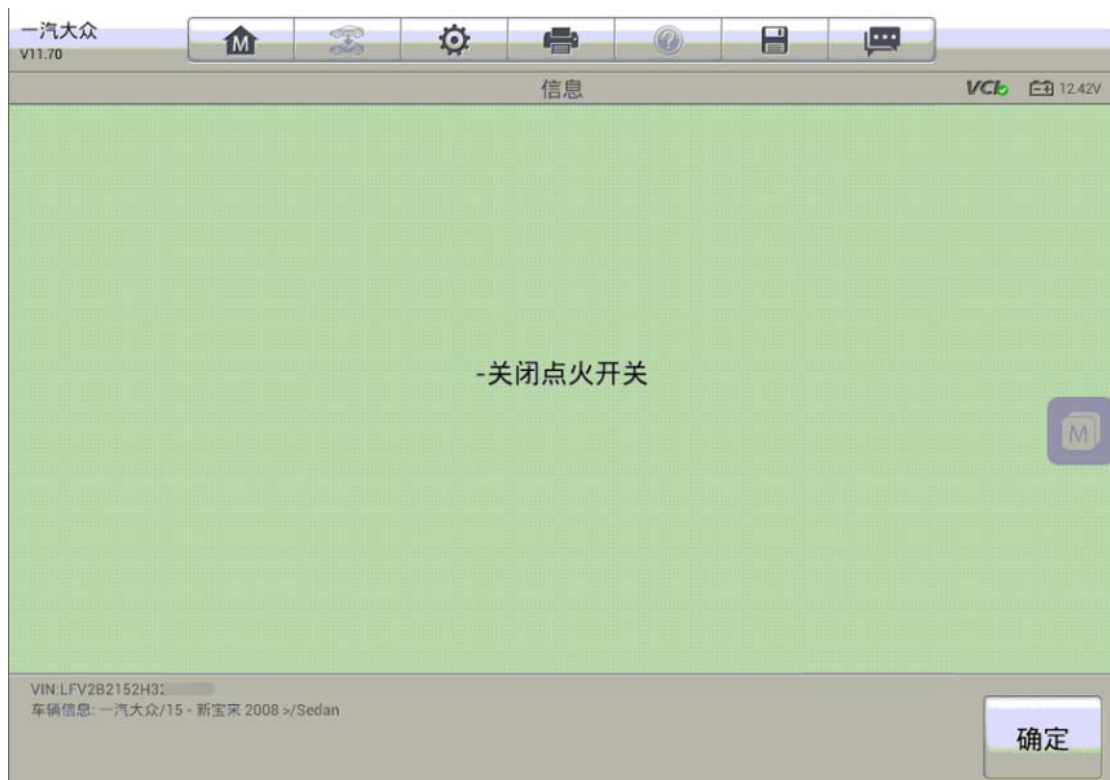 一汽大众
V11.70
M
信息
VCI
12.42V
-关闭点火开关
M
VIN:LFV2B2152H3
车辆信息: 一汽大众/15 - 新宝来 2008 >/Sedan
确定